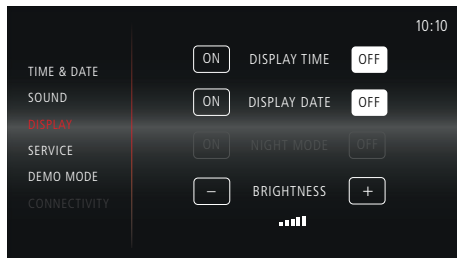 10:10
TIME & DATE
SOUND
DISPLAY
SERVICE
DEMO MODE
CONNECTIVITY
ON DISPLAY TIME OFF
ON DISPLAY DATE OFF
ON NIGHT MODE OFF
– BRIGHTNESS +